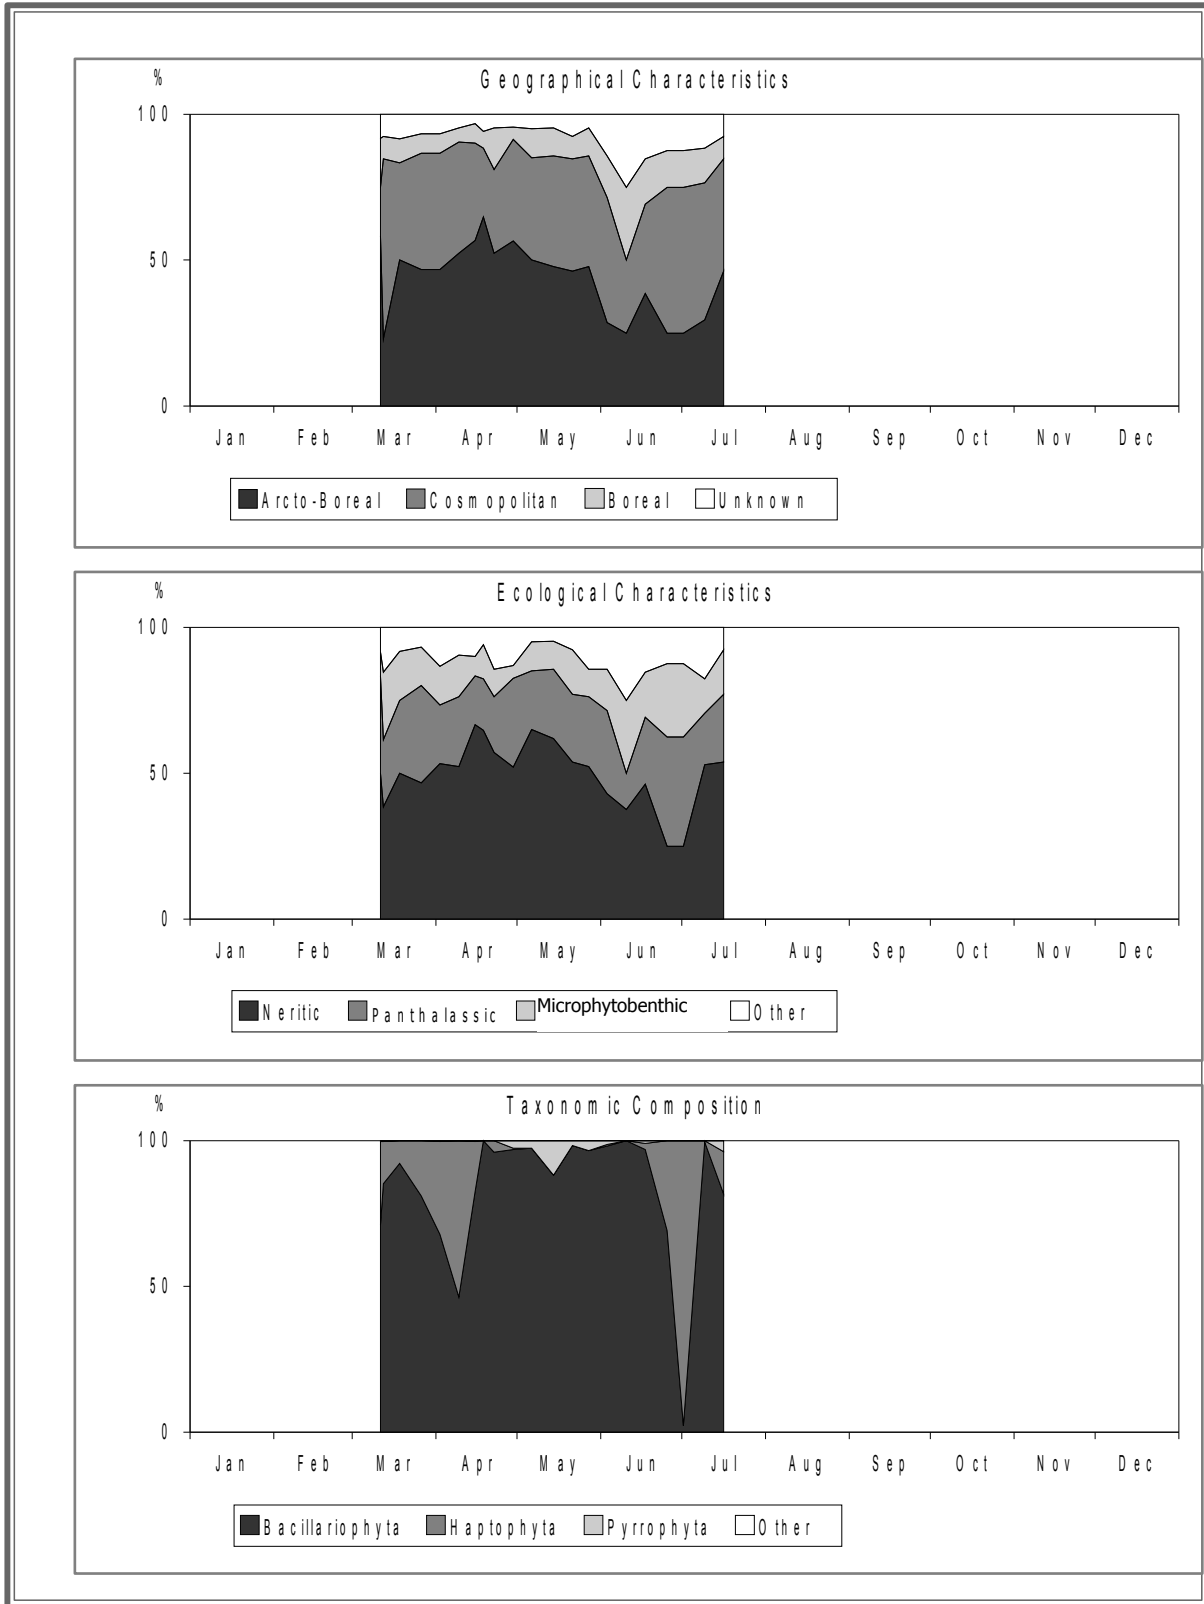 %
Geographical Characteristics
100
50
0
Jan Feb Mar Apr May Jun Jul Aug Sep Oct Nov Dec
Arcto-Boreal Cosmopolitan Boreal Unknown
%
Ecological Characteristics
100
50
0
Jan Feb Mar Apr May Jun Jul Aug Sep Oct Nov Dec
Neritic Panthalassic Microphytobenthic Other
%
Taxonomic Composition
100
50
0
Jan Feb Mar Apr May Jun Jul Aug Sep Oct Nov Dec
Bacillariophyta Haptophyta Pyrrophyta Other